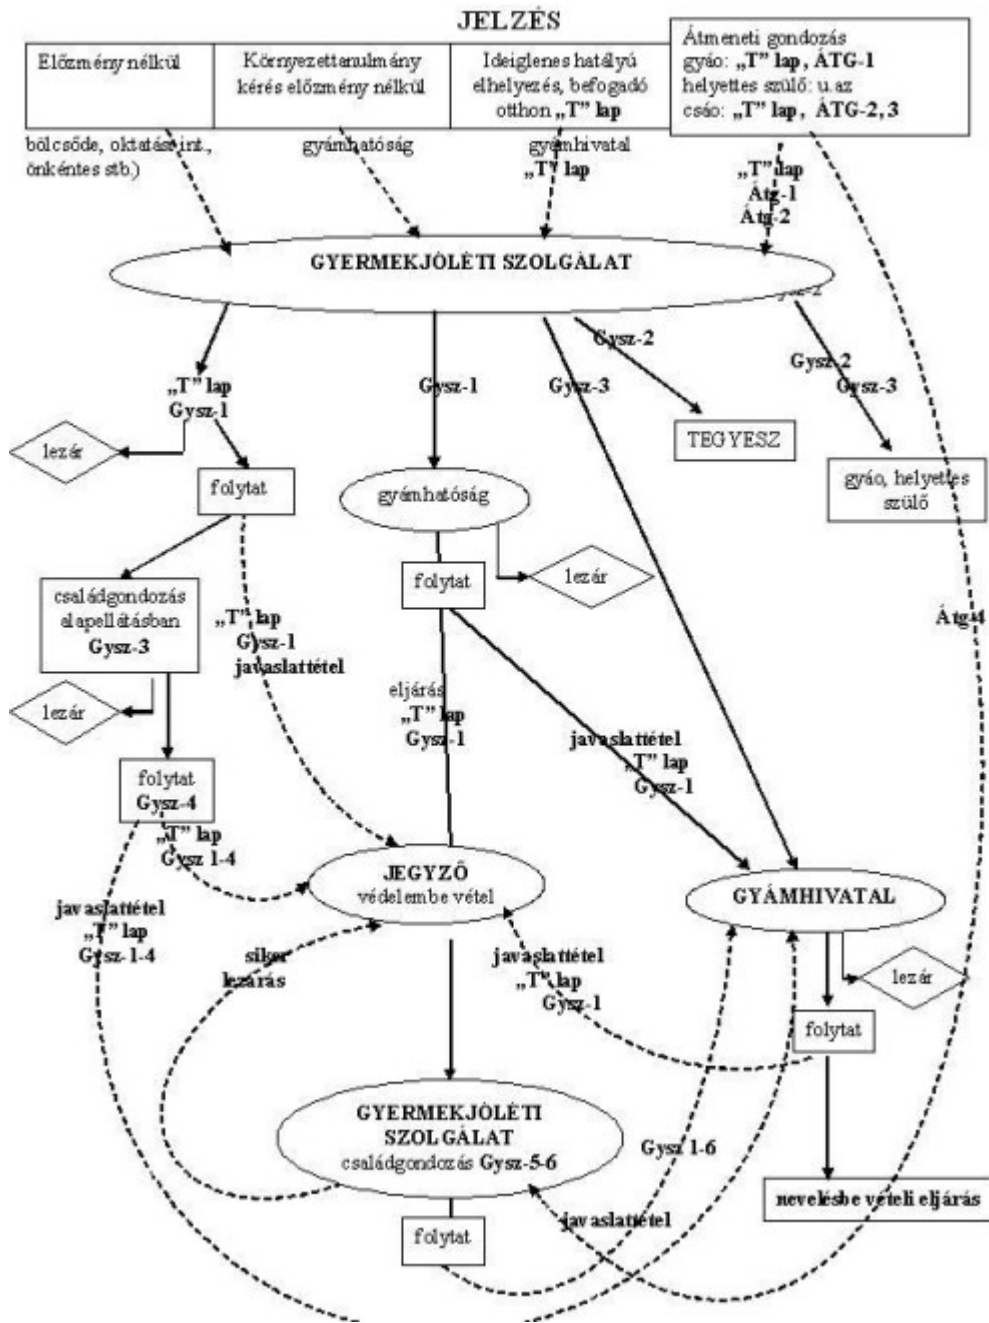 JELZÉS
Előzmény nélkül
Környezettanulmány
kérés előzmény nélkül
Ideiglenes hatályú
elhelyezés, befogadó
otthon „T” lap
Átmeneti gondozás
gyáo: „T” lap, ÁTG-1
helyettes szülő: u.az
csáo: „T” lap, ÁTG-2, 3
bölcsőde, oktatási int.,
önkéntes stb.)
gyámhatóság
gyámhivatal
„T” lap
„T” lap
Átg-1
Átg-2
GYERMEKJÓLÉTI SZOLGÁLAT
„T” lap
Gysz-1
Gysz-1
Gysz-3
Gysz-2
Gysz-2
Gysz-3
lezár
folytat
gyámhatóság
TEGYESZ
gyáo, helyettes
szülő
családgondozás
alapellátásban
Gysz-3
„T” lap
Gysz-1
javaslattétel
folytat
lezár
Átg-4
lezár
eljárás
„T” lap
Gysz-1
javaslattétel
„T” lap
Gysz-1
folytat
Gysz-4
„T” lap
Gysz 1-4
JEGYZŐ
védelembe vétel
GYÁMHIVATAL
javaslattétel
„T” lap
Gysz-1-4
siker
lezárás
javaslattétel
„T” lap
Gysz-1
lezár
folytat
GYERMEKJÓLÉTI
SZOLGÁLAT
családgondozás Gysz-5-6
Gysz 1-6
nevelésbe vételi eljárás
javaslattétel
folytat